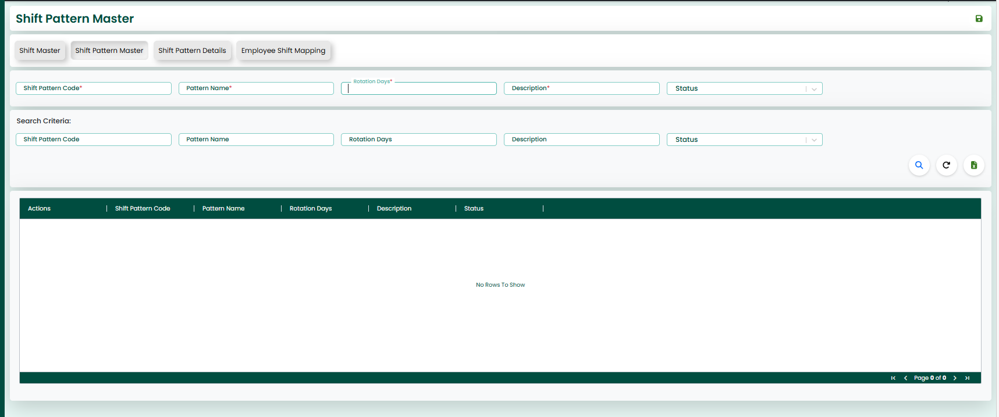 Shift Pattern Master
Shift Master Shift Pattern Master Shift Pattern Details Employee Shift Mapping
Shift Pattern Code* Pattern Name* Rotation Days* Description* Status
Search Criteria:
Shift Pattern Code Pattern Name Rotation Days Description Status
Actions Shift Pattern Code Pattern Name Rotation Days Description Status
No Rows To Show
Page 0 of 0